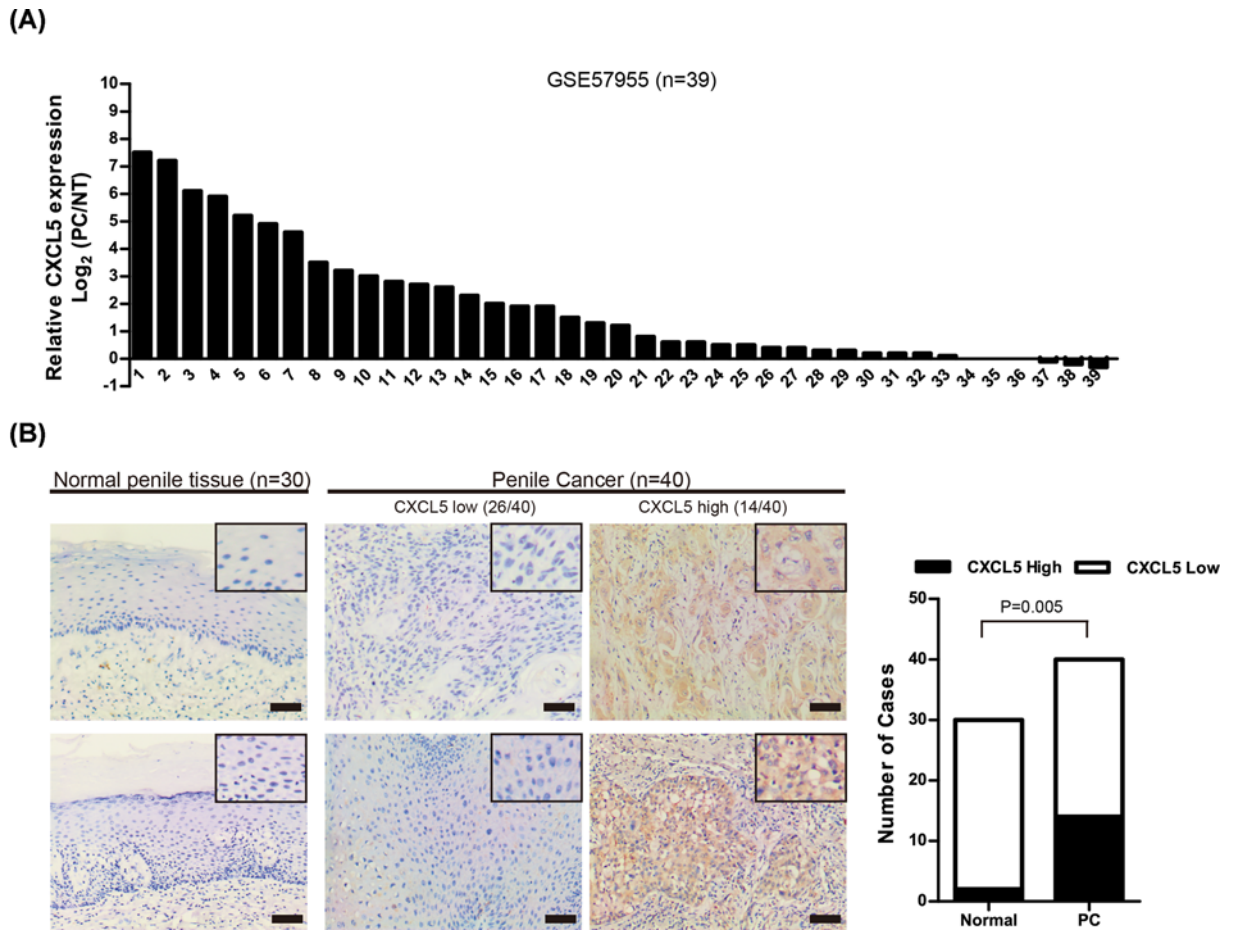 (A)
GSE57955 (n=39)
Relative CXCL5 expression
Log₂ (PC/NT)
10
9
8
7
6
5
4
3
2
1
0
-1
1 2 3 4 5 6 7 8 9 10 11 12 13 14 15 16 17 18 19 20 21 22 23 24 25 26 27 28 29 30 31 32 33 34 35 36 37 38 39
(B)
Normal penile tissue (n=30)
Penile Cancer (n=40)
CXCL5 low (26/40)
CXCL5 high (14/40)
CXCL5 High
CXCL5 Low
P=0.005
Number of Cases
50
40
30
20
10
0
Normal
PC